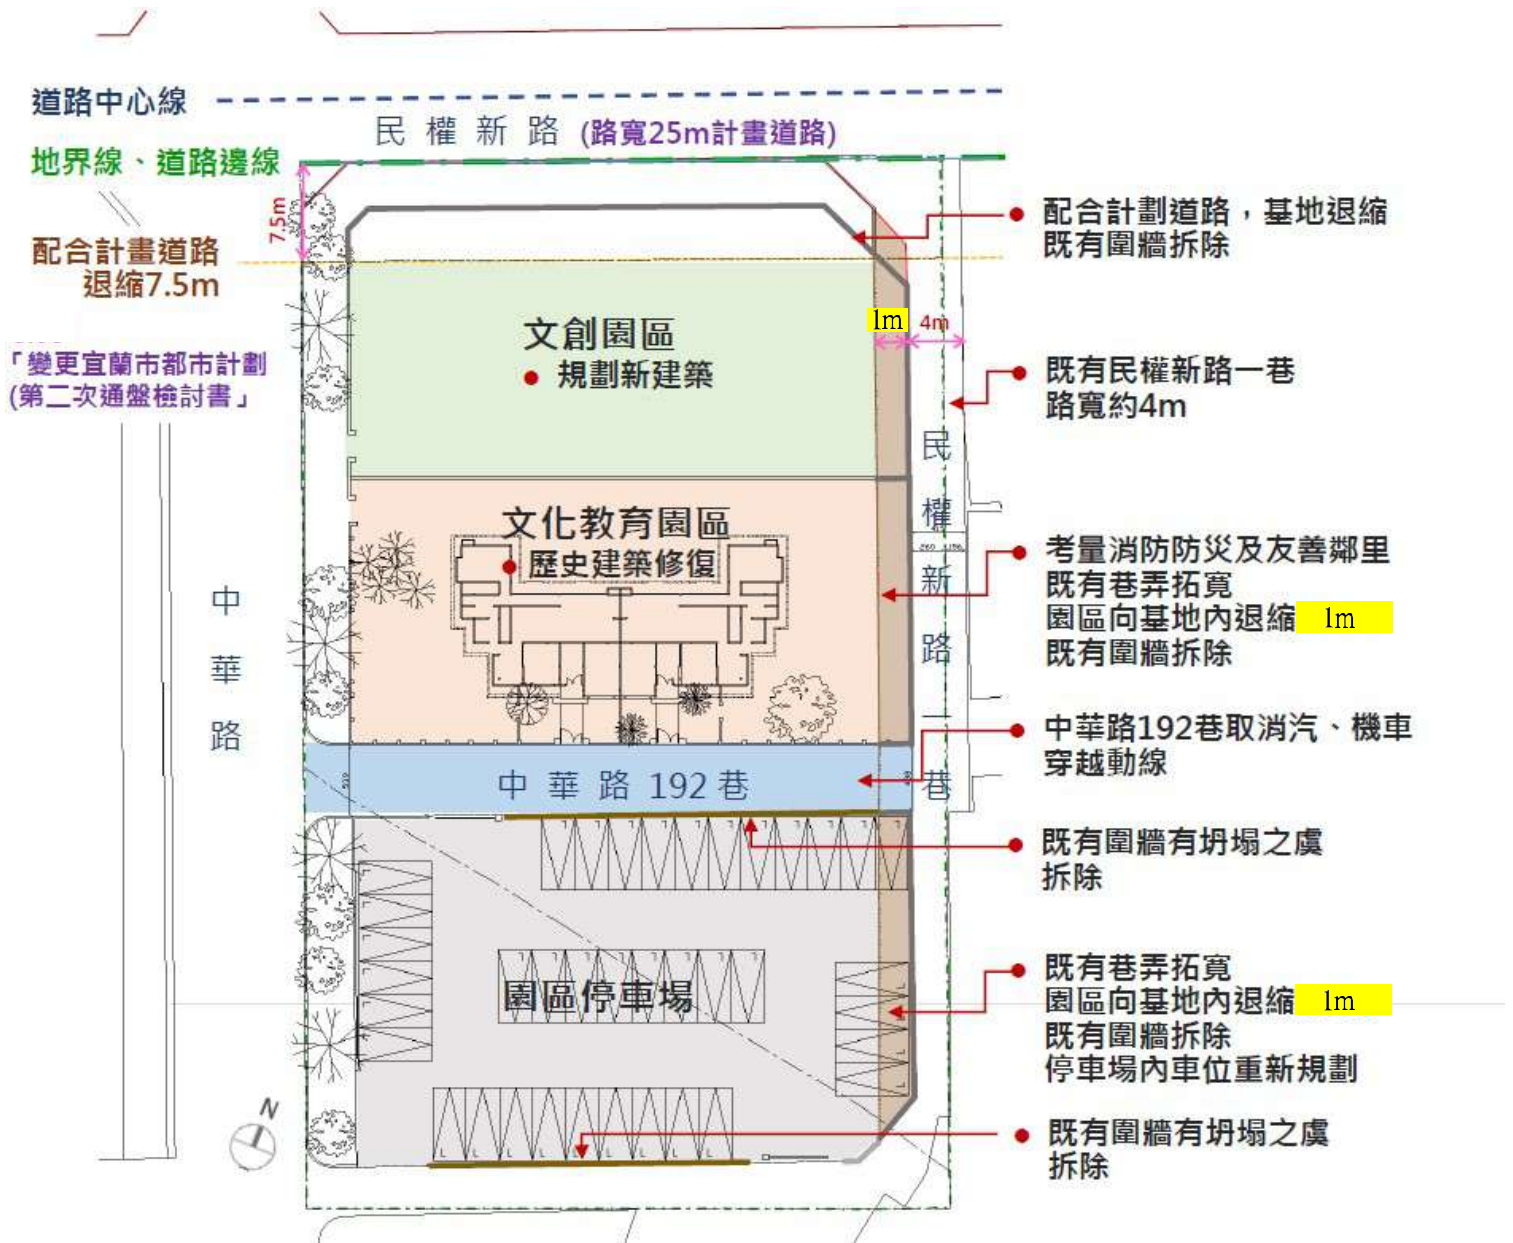 道路中心線
民權新路 (路寬25m計畫道路)
地界線、道路邊線
7.5m
配合計畫道路
退縮7.5m
「變更宜蘭市都市計劃
(第二次通盤檢討書」
配合計劃道路，基地退縮
既有圍牆拆除
文創園區
規劃新建築
1m
4m
既有民權新路一巷
路寬約4m
民權新路一巷
文化教育園區
歷史建築修復
考量消防防災及友善鄰里
既有巷弄拓寬
園區向基地內退縮 1m
既有圍牆拆除
中華路
中華路192巷取消汽、機車
穿越動線
中華路192巷
既有圍牆有坍塌之虞
拆除
園區停車場
既有巷弄拓寬
園區向基地內退縮 1m
既有圍牆拆除
停車場內車位重新規劃
既有圍牆有坍塌之虞
拆除
N